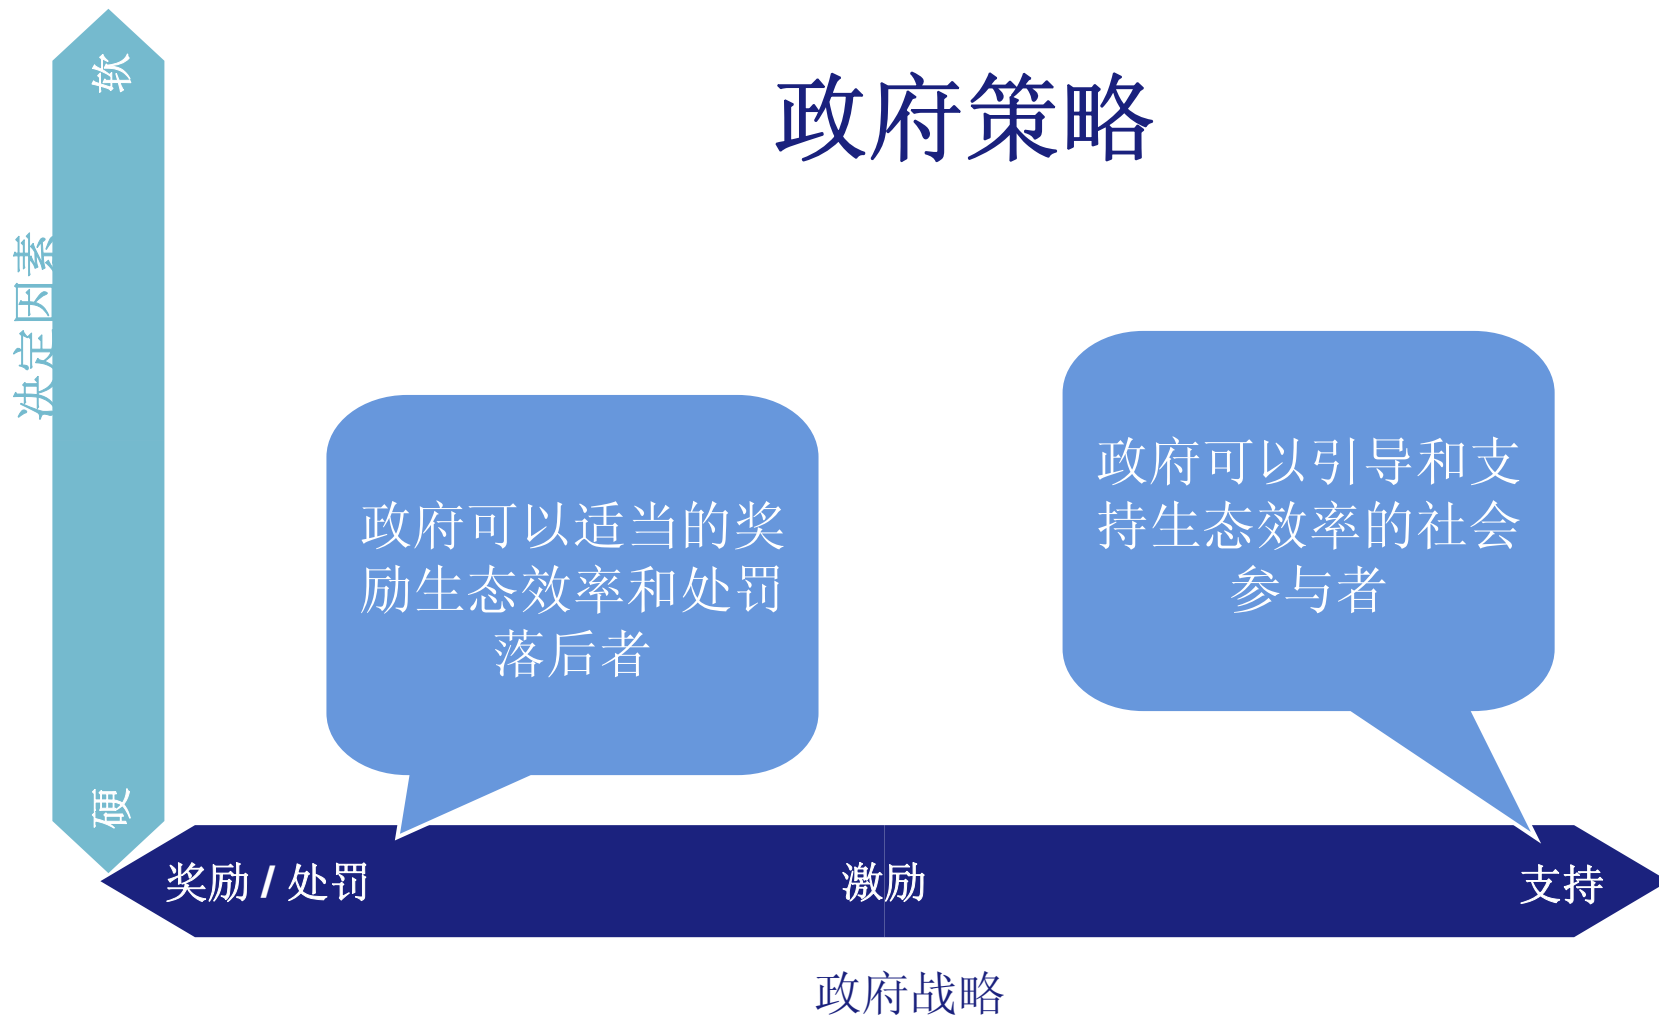 政府策略
软
决定因素
硬
政府可以适当的奖
励生态效率和处罚
落后者
政府可以引导和支
持生态效率的社会
参与者
奖励 / 处罚
激励
支持
政府战略